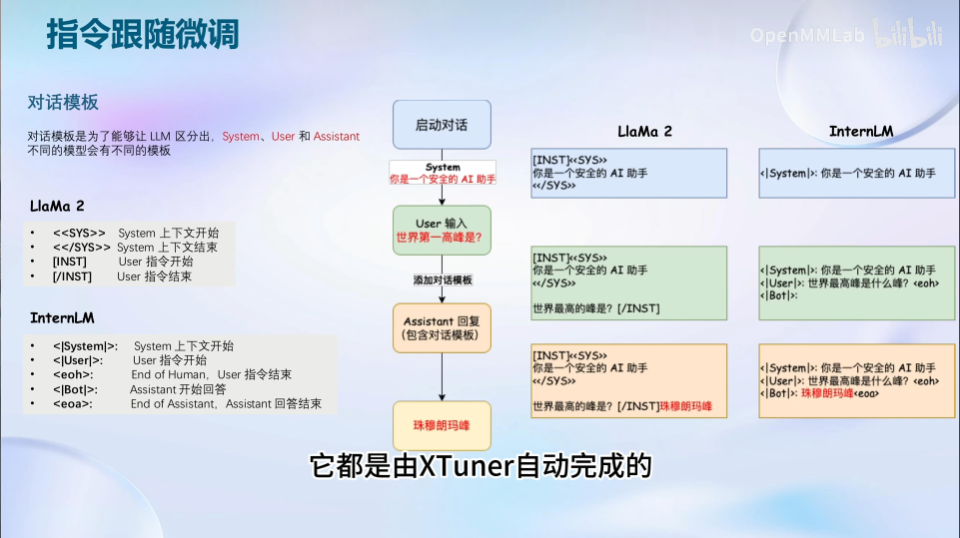 指令跟随微调
OpenMMLab bilibili
对话模板
对话模板是为了能够让 LLM 区分出，System、User 和 Assistant
不同的模型会有不同的模板
LlaMa 2
• <<SYS>> System 上下文开始
• <</SYS>> System 上下文结束
• [INST] User 指令开始
• [/INST] User 指令结束
InternLM
• <|System|>: System 上下文开始
• <|User|>: User 指令开始
• <eoh>: End of Human，User 指令结束
• <|Bot|>: Assistant 开始回答
• <eoa>: End of Assistant，Assistant 回答结束
启动对话
System
你是一个安全的 AI 助手
User 输入
世界第一高峰是？
添加对话模板
Assistant 回复
（包含对话模板）
珠穆朗玛峰
LlaMa 2
[INST]<<SYS>>
你是一个安全的 AI 助手
<</SYS>>
[INST]<<SYS>>
你是一个安全的 AI 助手
<</SYS>>
世界最高的峰是？[/INST]
[INST]<<SYS>>
你是一个安全的 AI 助手
<</SYS>>
世界最高的峰是？[/INST]珠穆朗玛峰
InternLM
<|System|>: 你是一个安全的 AI 助手
<|System|>: 你是一个安全的 AI 助手
<|User|>: 世界最高峰是什么峰？<eoh>
<|Bot|>:
<|System|>: 你是一个安全的 AI 助手
<|User|>: 世界最高峰是什么峰？<eoh>
<|Bot|>: 珠穆朗玛峰<eoa>
它都是由XTuner自动完成的